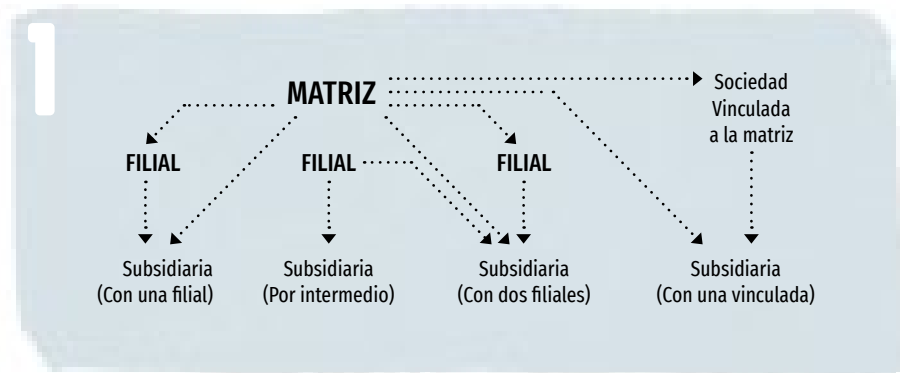 1
MATRIZ
Sociedad
Vinculada
a la matriz
FILIAL
FILIAL
FILIAL
Subsidiaria
(Con una filial)
Subsidiaria
(Por intermedio)
Subsidiaria
(Con dos filiales)
Subsidiaria
(Con una vinculada)